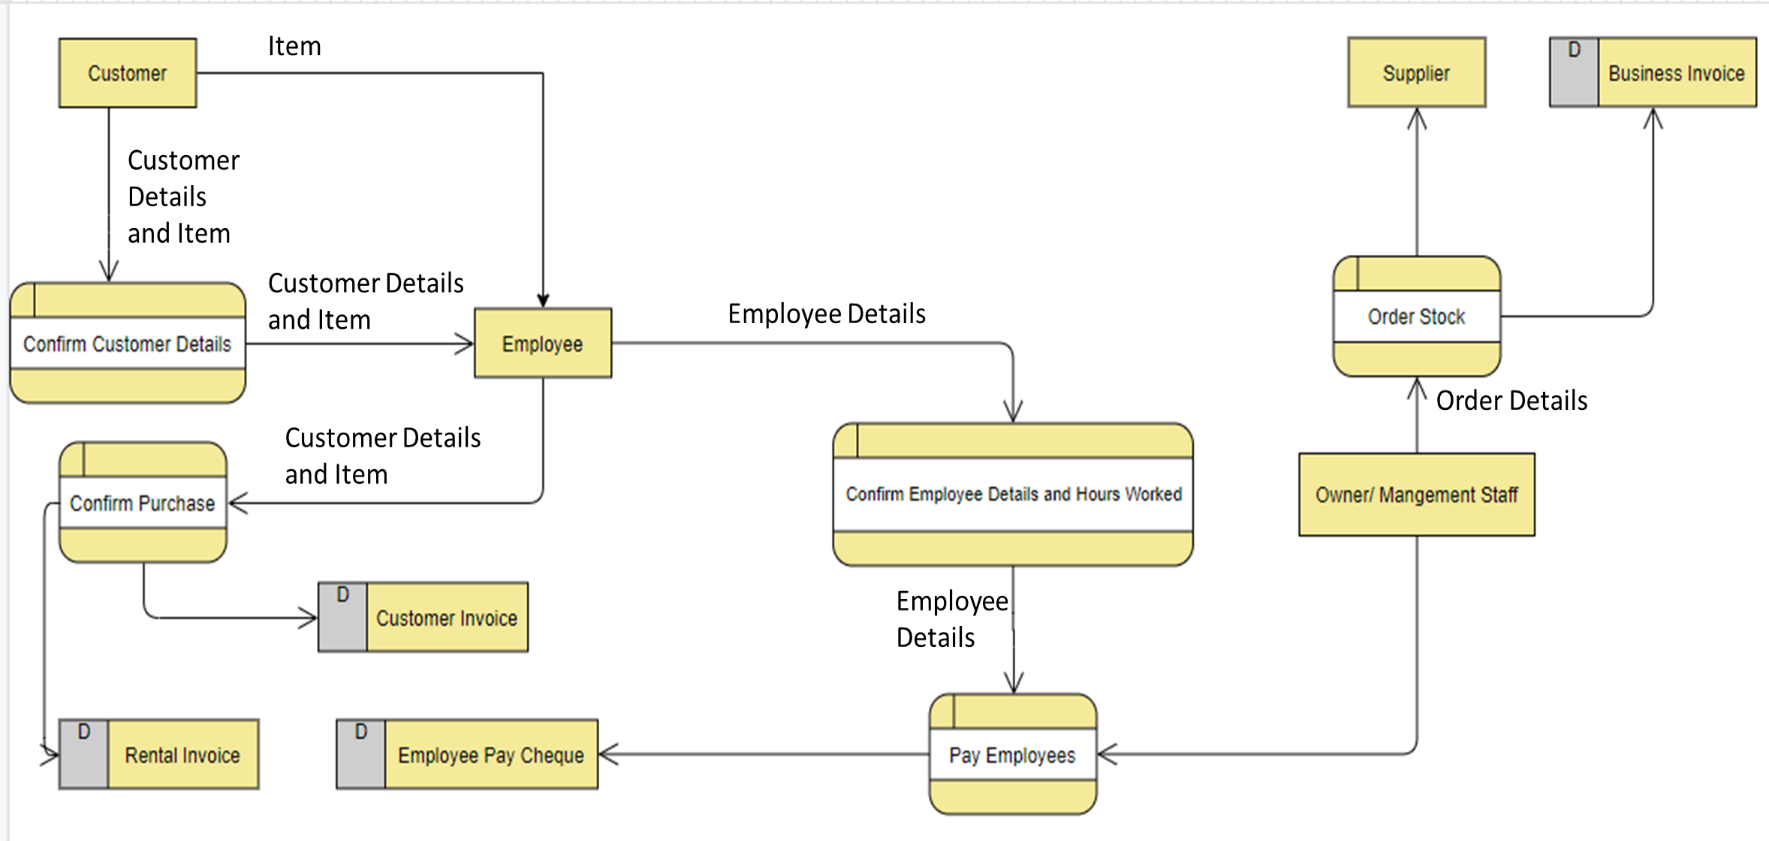 Customer
Item
Supplier
D
Business Invoice
Customer
Details
and Item
Customer Details
and Item
Confirm Customer Details
Employee
Employee Details
Order Stock
Order Details
Customer Details
and Item
Confirm Purchase
Confirm Employee Details and Hours Worked
Owner/ Mangement Staff
D
Customer Invoice
Employee
Details
D
Rental Invoice
D
Employee Pay Cheque
Pay Employees